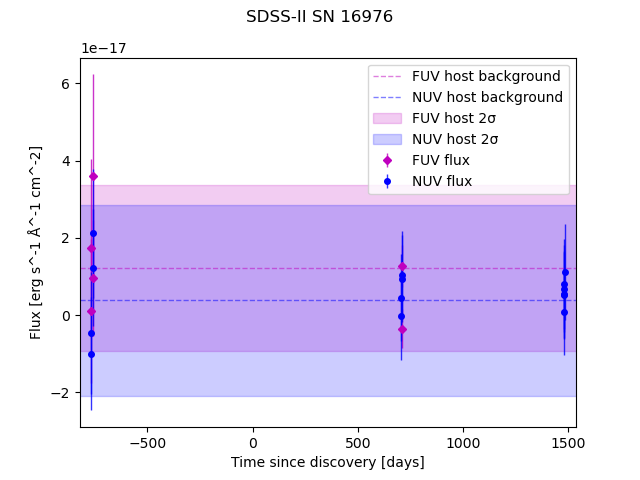 SDSS-II SN 16976
1e−17
6
4
2
0
−2
Flux [erg s^-1 Å^-1 cm^-2]
FUV host background
NUV host background
FUV host 2σ
NUV host 2σ
FUV flux
NUV flux
−500
0
500
1000
1500
Time since discovery [days]